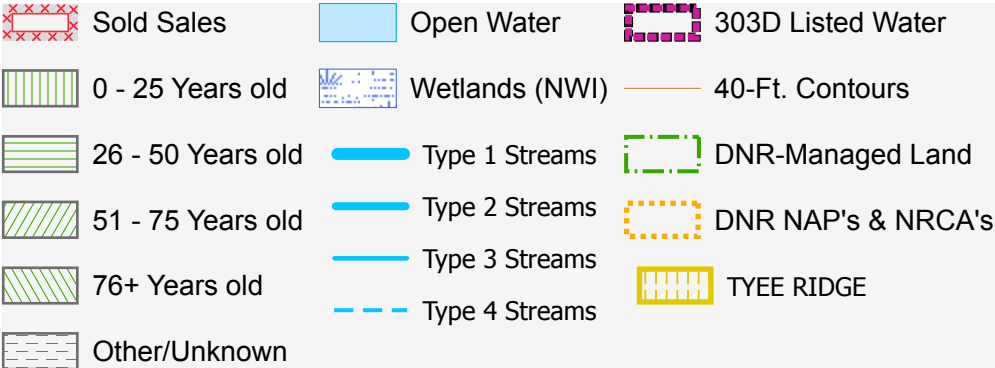 Sold Sales
0 - 25 Years old
26 - 50 Years old
51 - 75 Years old
76+ Years old
Other/Unknown
Open Water
Wetlands (NWI)
Type 1 Streams
Type 2 Streams
Type 3 Streams
Type 4 Streams
303D Listed Water
40-Ft. Contours
DNR-Managed Land
DNR NAP's & NRCA's
TYEE RIDGE